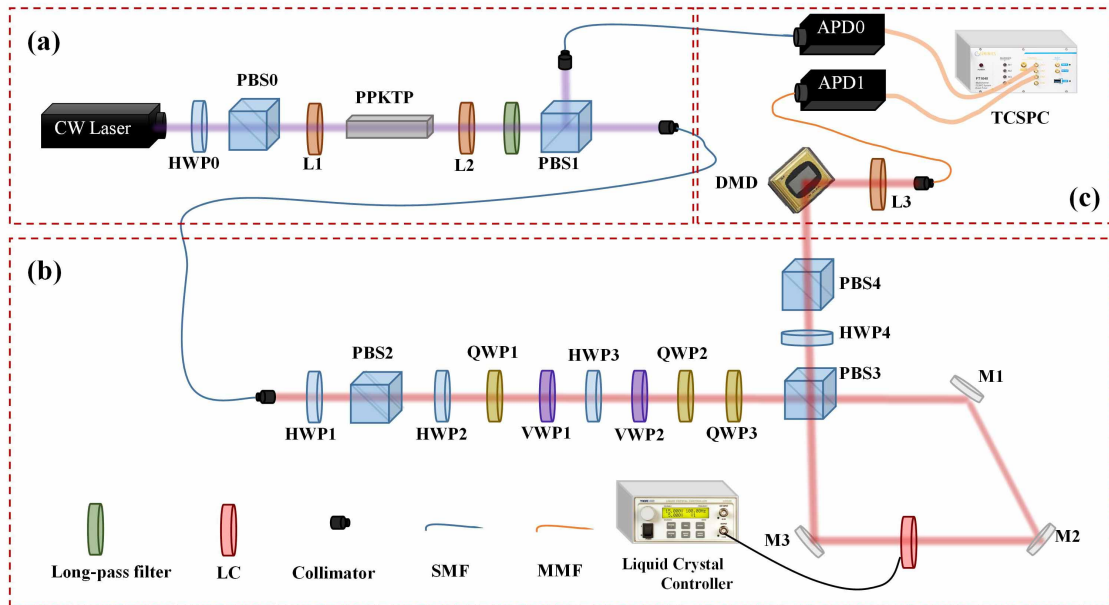 (a)
CW Laser
HWP0
PBS0
L1
PPKTP
L2
PBS1
APD0
APD1
TCSPC
DMD
L3
(c)
(b)
HWP1
PBS2
HWP2
QWP1
VWP1
HWP3
VWP2
QWP2
QWP3
PBS4
HWP4
PBS3
M1
M2
M3
Long-pass filter
LC
Collimator
SMF
MMF
Liquid Crystal
Controller